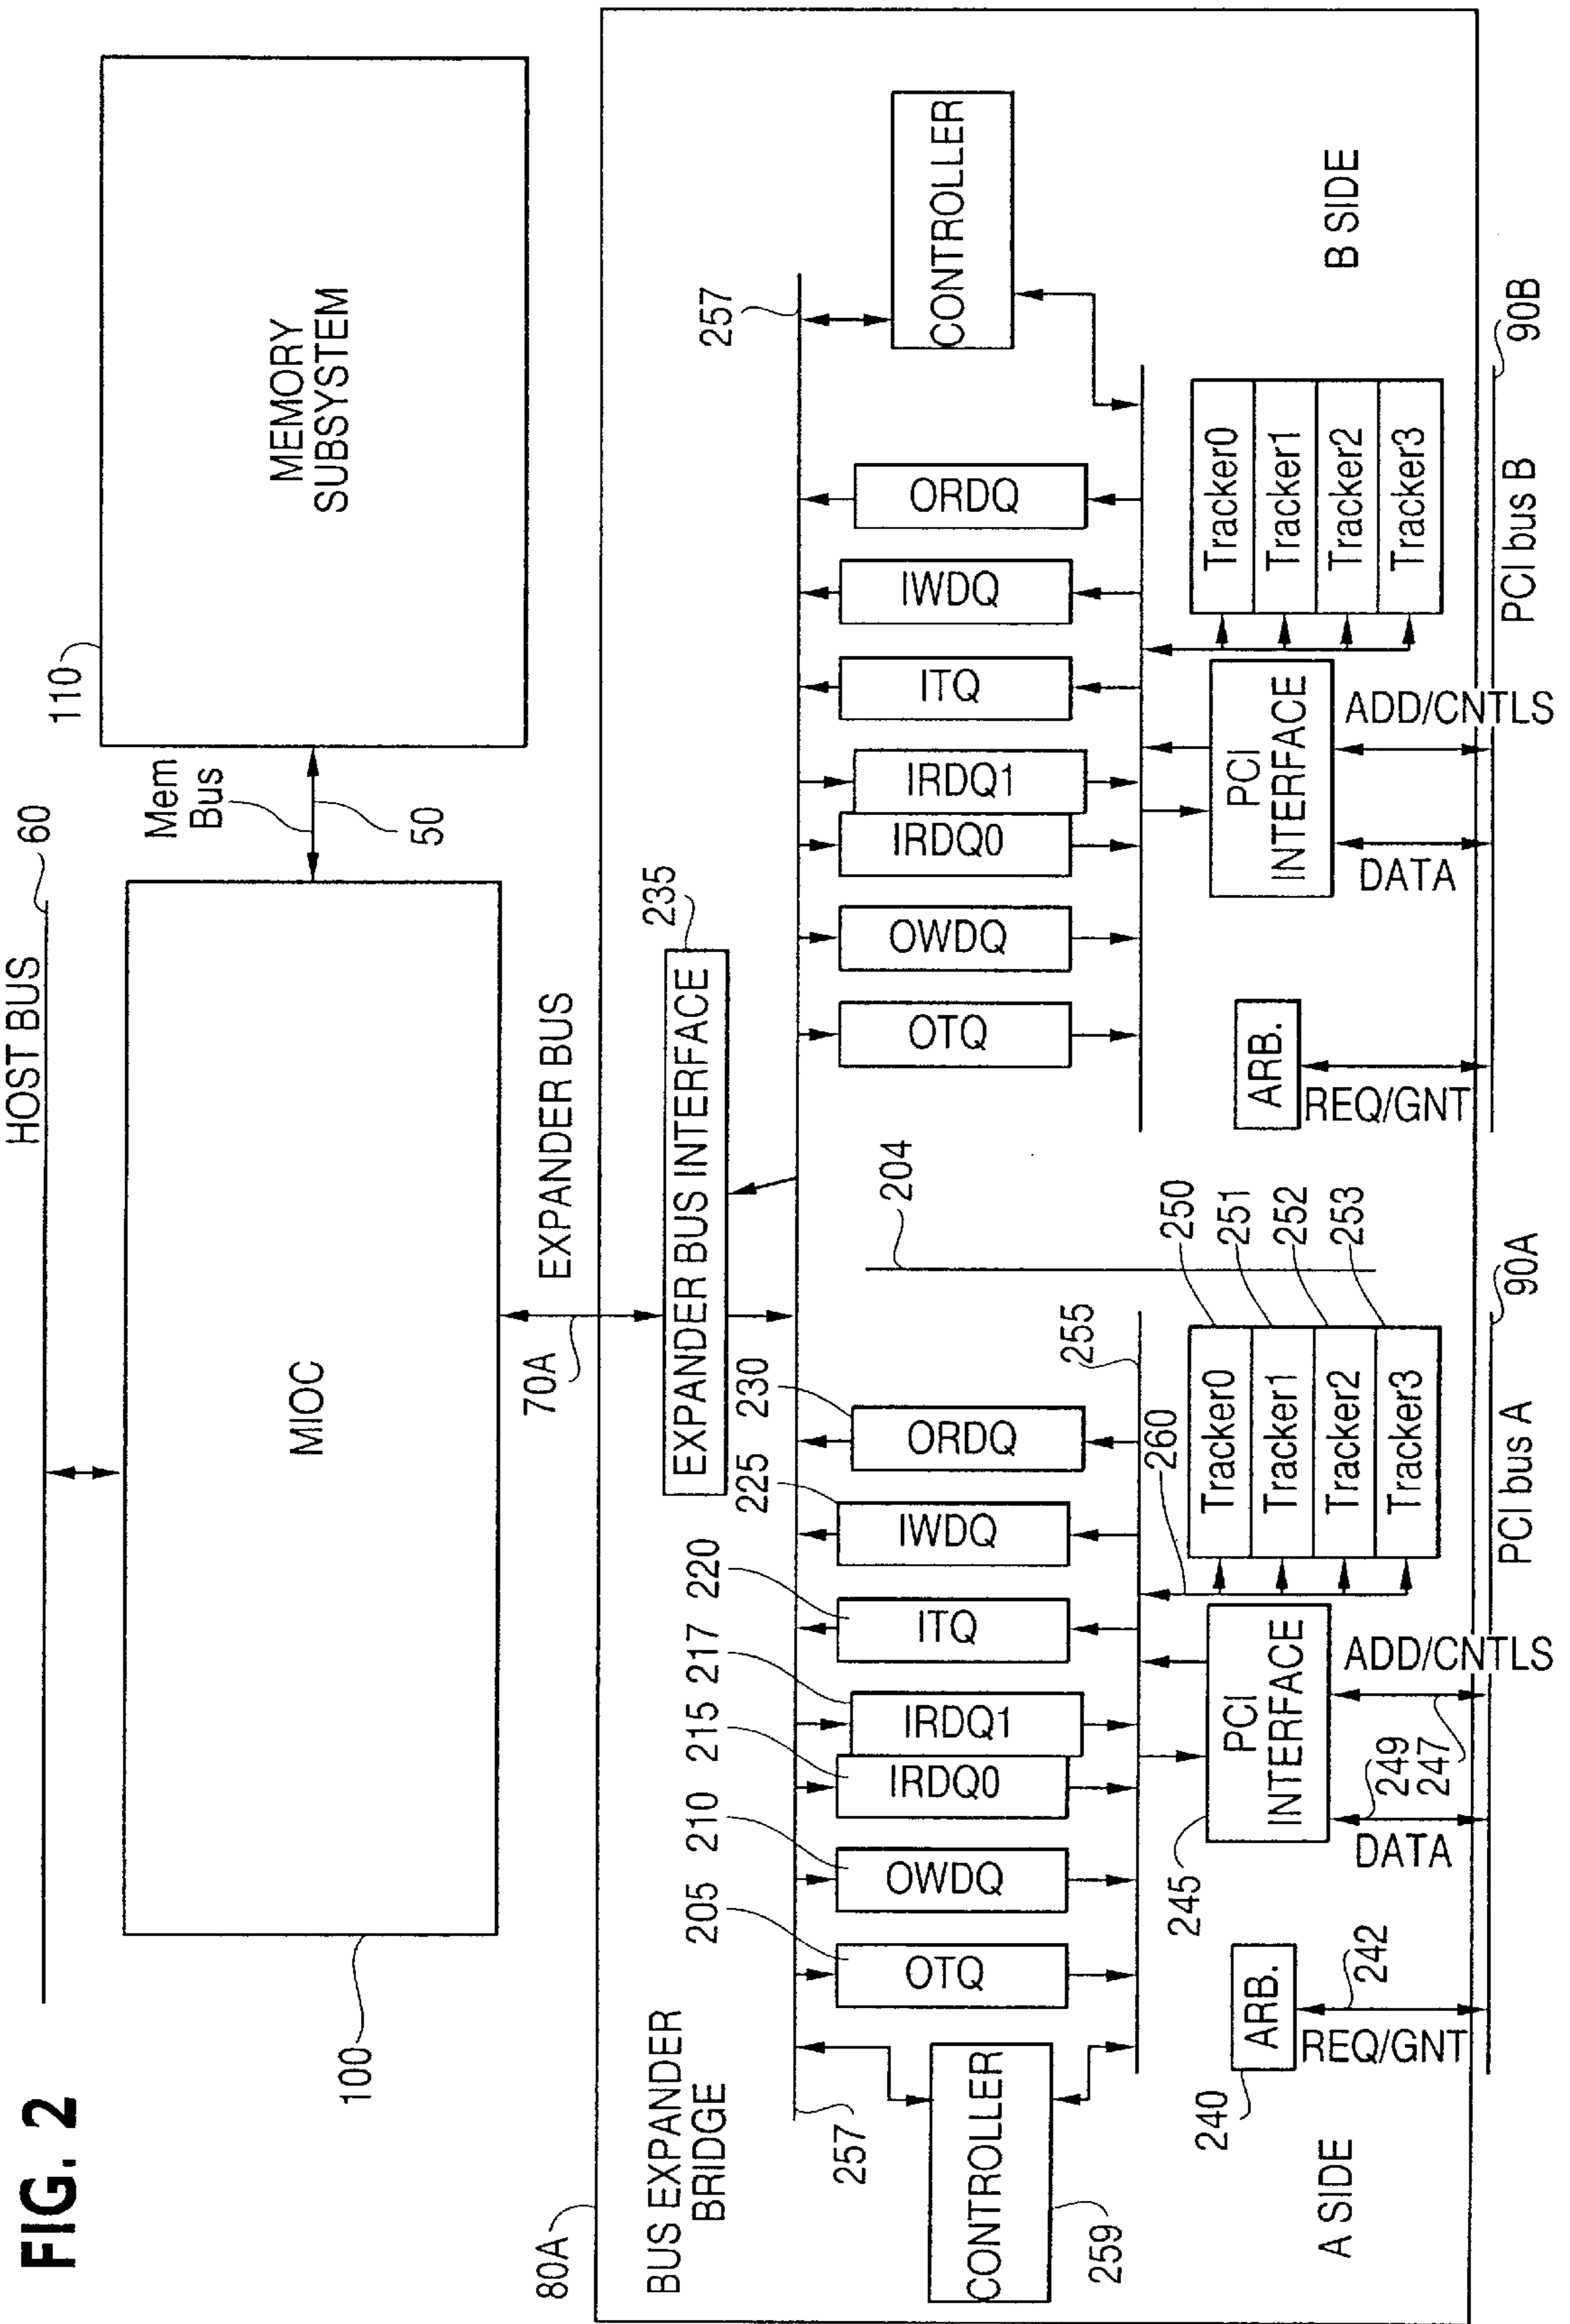 FIG. 2
HOST BUS
60
MIOC
100
Mem
Bus
50
MEMORY
SUBSYSTEM
110
EXPANDER BUS
70A
80A
BUS EXPANDER
BRIDGE
EXPANDER BUS INTERFACE
235
257
257
CONTROLLER
259
205
OTQ
210
OWDQ
215
IRDQ0
217
IRDQ1
220
ITQ
225
IWDQ
230
ORDQ
255
204
OTQ
OWDQ
IRDQ0
IRDQ1
ITQ
IWDQ
ORDQ
CONTROLLER
A SIDE
240
ARB.
REQ/GNT
242
245
PCI
INTERFACE
DATA
249
247
ADD/CNTLS
260
Tracker0
Tracker1
Tracker2
Tracker3
250
251
252
253
PCI bus A
90A
ARB.
REQ/GNT
PCI
INTERFACE
DATA
ADD/CNTLS
Tracker0
Tracker1
Tracker2
Tracker3
PCI bus B
90B
B SIDE